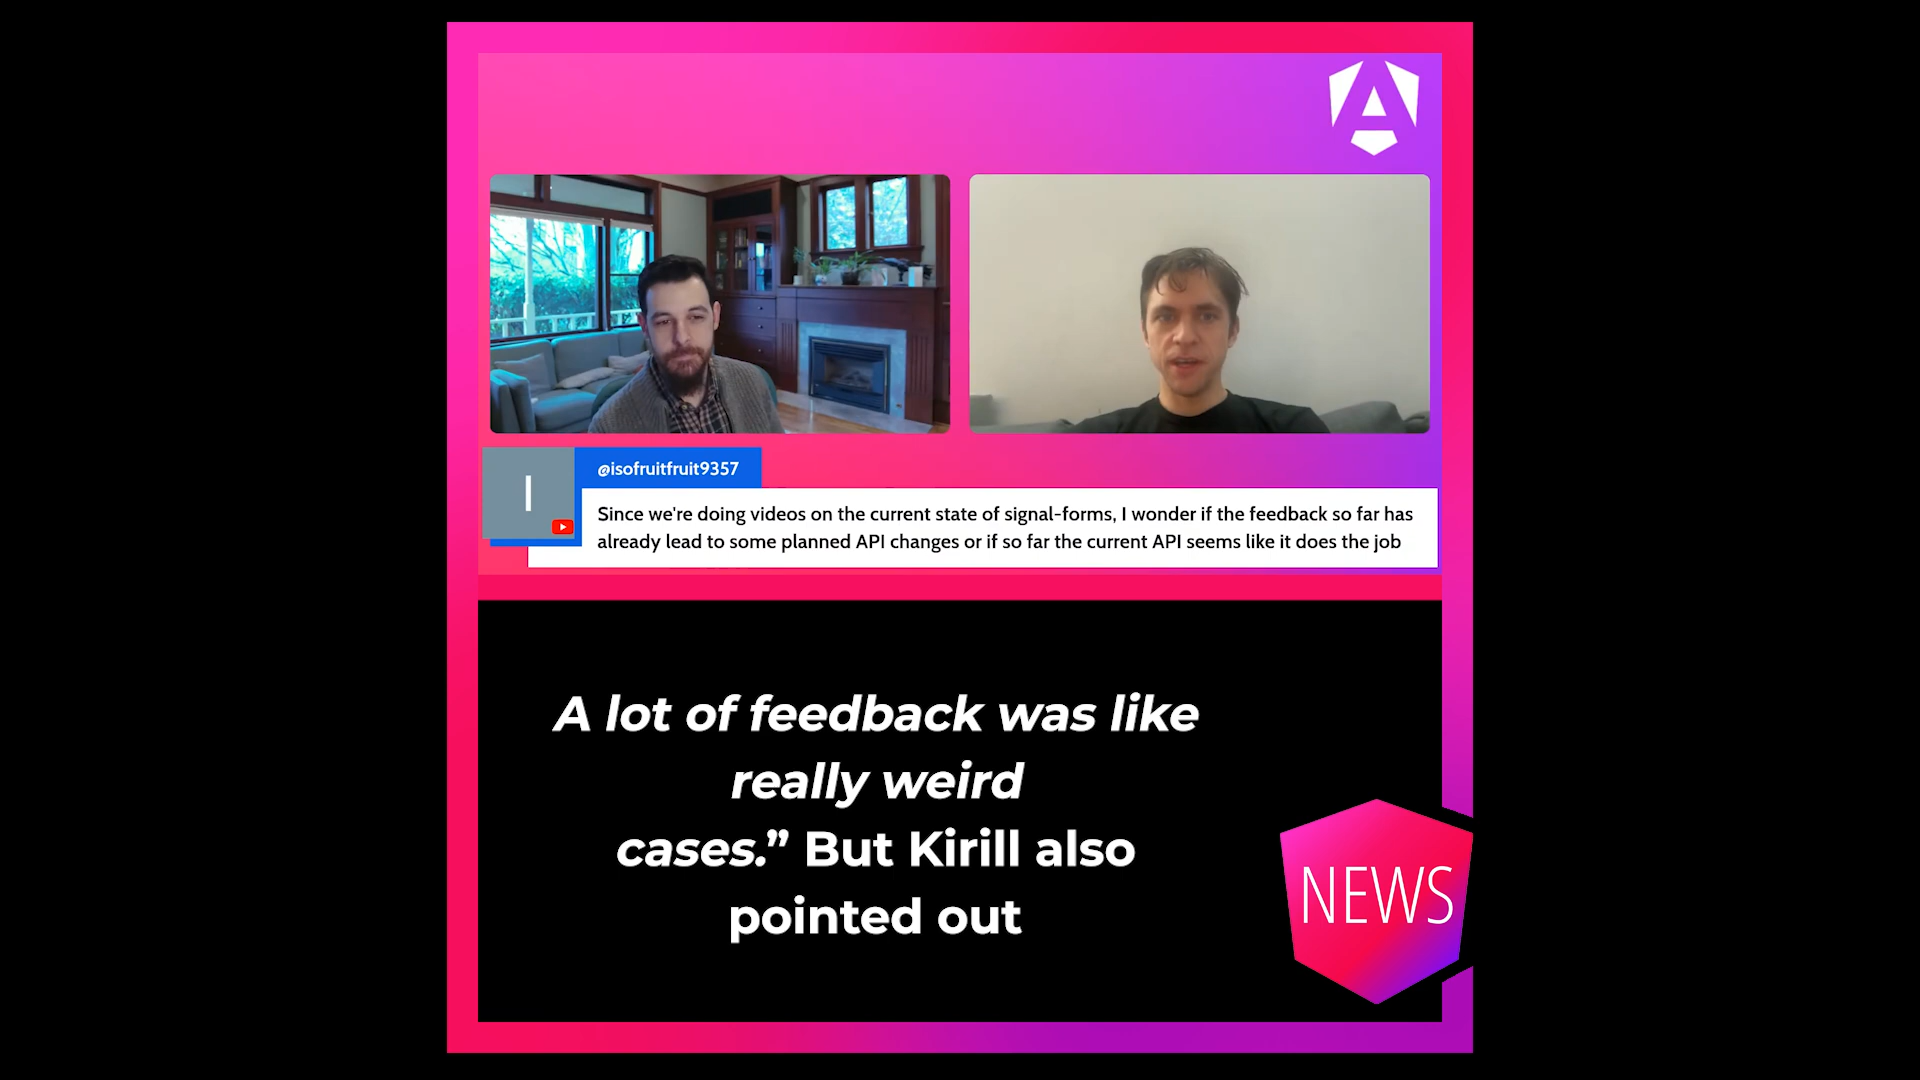 @isofruitfruit9357
I
Since we're doing videos on the current state of signal-forms, I wonder if the feedback so far has
already lead to some planned API changes or if so far the current API seems like it does the job
A lot of feedback was like
really weird
cases.” But Kirill also
pointed out
NEWS